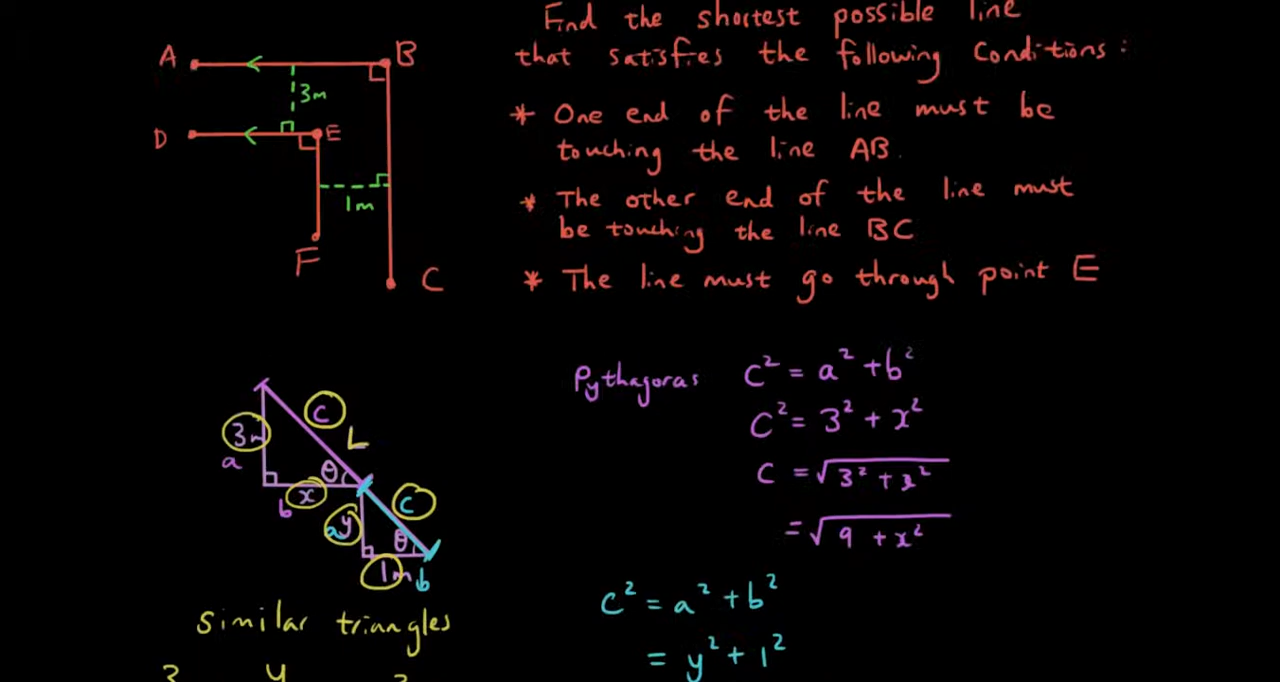 Find the shortest possible line
that satisfies the following conditions:
* One end of the line must be
touching the line AB.
* The other end of the line must
be touching the line BC
* The line must go through point E
A
B
3m
D
E
1m
F
C
Pythagoras c² = a² + b²
c² = 3² + x²
c = √3² + x²
= √9 + x²
c
3m
L
a
θ
b
x
c
a
y
θ
1m
b
similar triangles
c² = a² + b²
= y² + 1²
3
y